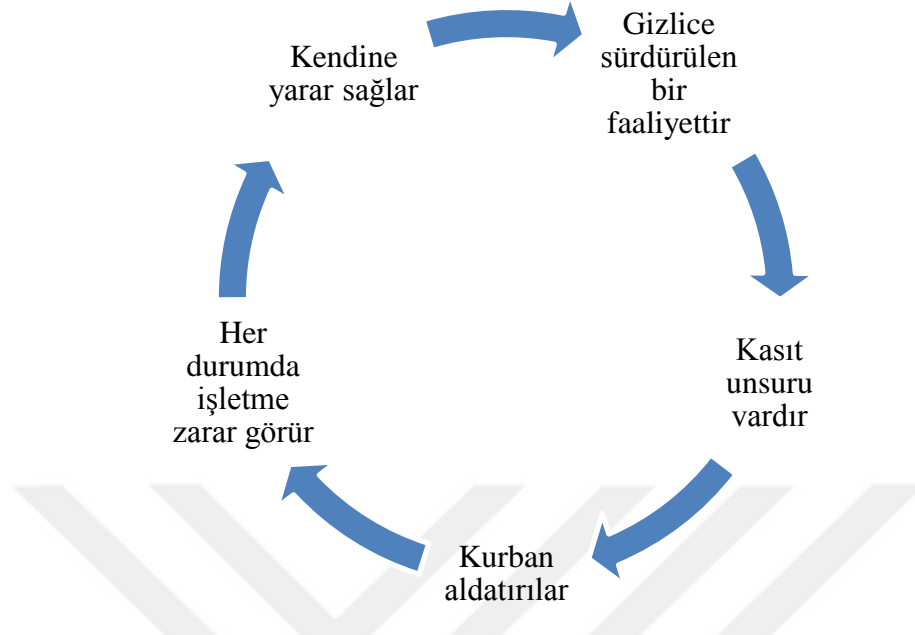 Gizlice
sürdürülen
bir
faaliyettir
Kasıt
unsuru
vardır
Kurban
aldatırılar
Her
durumda
işletme
zarar görür
Kendine
yarar sağlar